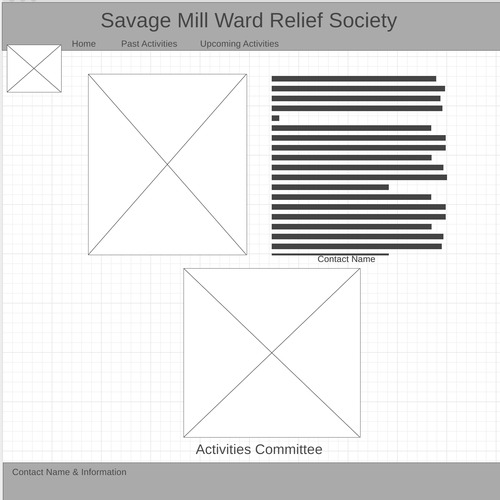 Savage Mill Ward Relief Society
Home Past Activities Upcoming Activities
Contact Name
Activities Committee
Contact Name & Information